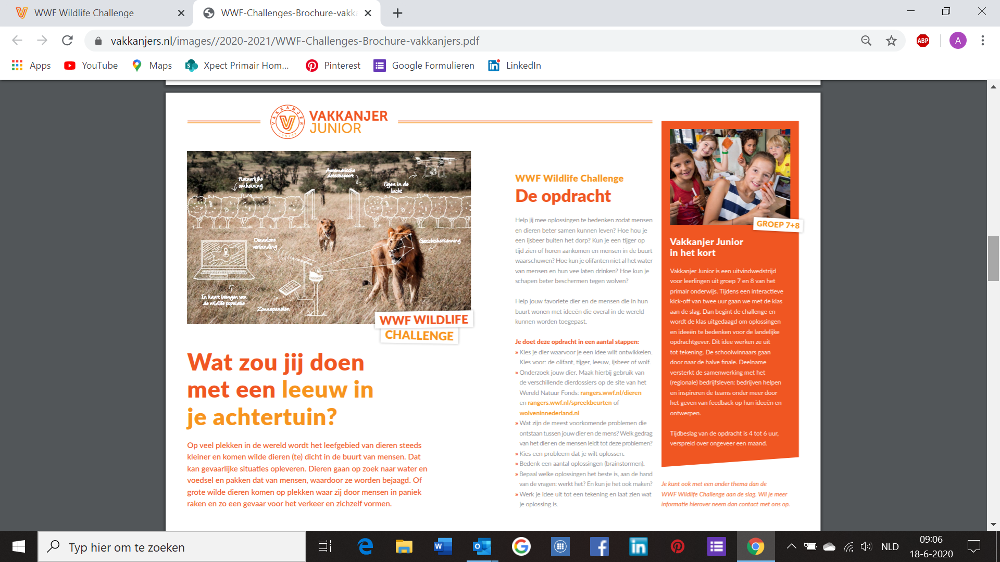 WWF Wildlife Challenge
WWF-Challenges-Brochure-vakka
vakkanjers.nl/images//2020-2021/WWF-Challenges-Brochure-vakkanjers.pdf
ABP
A
Apps
YouTube
Maps
Xpect Primair Hom...
Pinterest
Google Formulieren
LinkedIn
VAKKANJER
JUNIOR
VAKKANJER
JUNIOR
Natuurlijke
omheining
Automatische
detectiepoort
Ogen in de
lucht
Draadloze
verbinding
Gezichtsherkenning
In kaart brengen van
de wildlife populatie
Zonnepanelen
WWF WILDLIFE
CHALLENGE
Wat zou jij doen
met een leeuw in
je achtertuin?
Op veel plekken in de wereld wordt het leefgebied van dieren steeds
kleiner en komen wilde dieren (te) dicht in de buurt van mensen. Dat
kan gevaarlijke situaties opleveren. Dieren gaan op zoek naar water en
voedsel en pakken dat van mensen, waardoor ze worden bejaagd. Of
grote wilde dieren komen op plekken waar zij door mensen in paniek
raken en zo een gevaar voor het verkeer en zichzelf vormen.
WWF Wildlife Challenge
De opdracht
Help jij mee oplossingen te bedenken zodat mensen
en dieren beter samen kunnen leven? Hoe hou je
een ijsbeer buiten het dorp? Kun je een tijger op
tijd zien of horen aankomen en mensen in de buurt
waarschuwen? Hoe kun je olifanten niet al het water
van mensen en hun vee laten drinken? Hoe kun je
schapen beter beschermen tegen wolven?
Help jouw favoriete dier en de mensen die in hun
buurt wonen met ideeën die overal in de wereld
kunnen worden toegepast.
Je doet deze opdracht in een aantal stappen:
» Kies je dier waarvoor je een idee wilt ontwikkelen.
Kies voor: de olifant, tijger, leeuw, ijsbeer of wolf.
» Onderzoek jouw dier. Maak hierbij gebruik van
de verschillende dierdossiers op de site van het
Wereld Natuur Fonds: rangers.wwf.nl/dieren
en rangers.wwf.nl/spreekbeurten of
wolveninnederland.nl
» Wat zijn de meest voorkomende problemen die
ontstaan tussen jouw dier en de mens? Welk gedrag
van het dier en de mensen leidt tot deze problemen?
» Kies een probleem dat je wilt oplossen.
» Bedenk een aantal oplossingen (brainstormen).
» Bepaal welke oplossingen het beste is, aan de hand
van de vragen: werkt het? En kun je het ook maken?
» Werk je idee uit tot een tekening en laat zien wat
je oplossing is.
GROEP 7+8
Vakkanjer Junior
in het kort
Vakkanjer Junior is een uitvindwedstrijd
voor leerlingen uit groep 7 en 8 van het
primair onderwijs. Tijdens een interactieve
kick-off van twee uur gaan we met de klas
aan de slag. Dan begint de challenge en
wordt de klas uitgedaagd om oplossingen
en ideeën te bedenken voor de landelijke
opdrachtgever. Dit idee werken ze uit
tot tekening. De schoolwinnaars gaan
door naar de halve finale. Deelname
versterkt de samenwerking met het
(regionale) bedrijfsleven: bedrijven helpen
en inspireren de teams onder meer door
het geven van feedback op hun ideeën en
ontwerpen.
Tijdbeslag van de opdracht is 4 tot 6 uur,
verspreid over ongeveer een maand.
Je kunt ook met een ander thema dan de
WWF Wildlife Challenge aan de slag. Wil je meer
informatie hierover neem dan contact met ons op.
Typ hier om te zoeken
NLD
09:06
18-6-2020